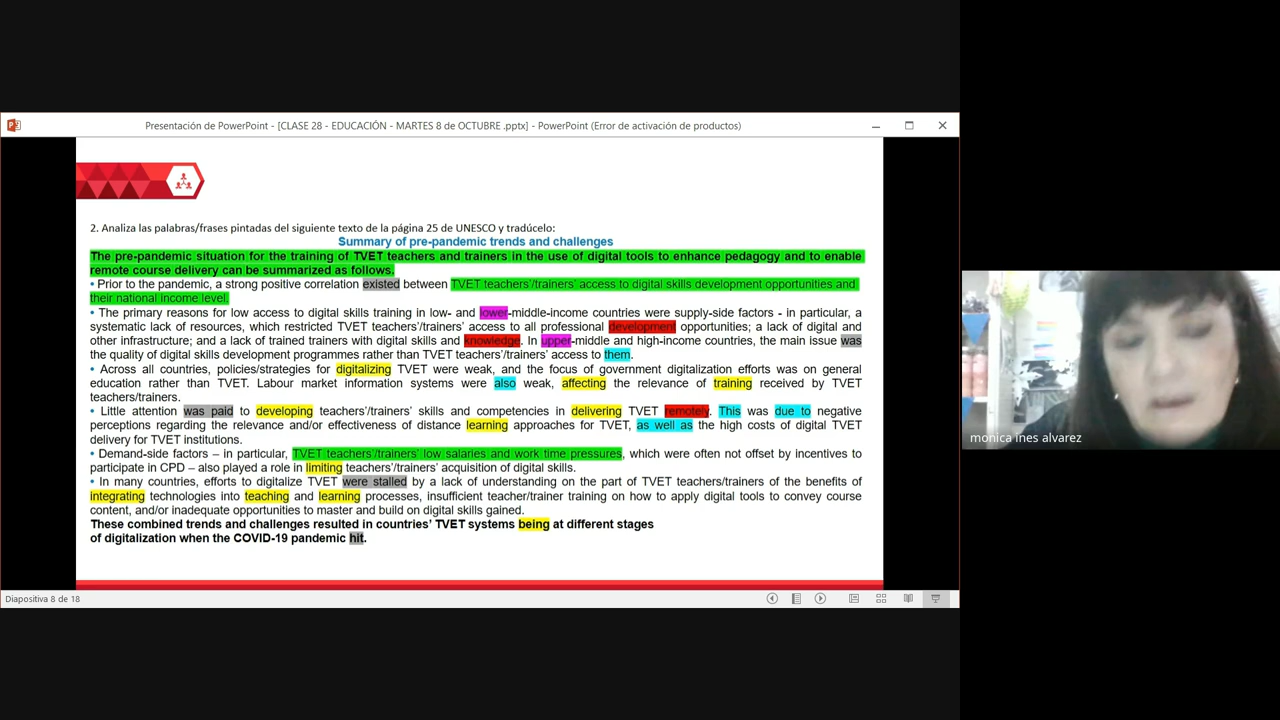 Presentación de PowerPoint - [CLASE 28 - EDUCACIÓN - MARTES 8 de OCTUBRE .pptx] - PowerPoint (Error de activación de productos)
2. Analiza las palabras/frases pintadas del siguiente texto de la página 25 de UNESCO y tradúcelo:
Summary of pre-pandemic trends and challenges
The pre-pandemic situation for the training of TVET teachers and trainers in the use of digital tools to enhance pedagogy and to enable
remote course delivery can be summarized as follows.
• Prior to the pandemic, a strong positive correlation existed between TVET teachers'/trainers' access to digital skills development opportunities and
their national income level.
• The primary reasons for low access to digital skills training in low- and lower-middle-income countries were supply-side factors - in particular, a
systematic lack of resources, which restricted TVET teachers'/trainers' access to all professional development opportunities; a lack of digital and
other infrastructure; and a lack of trained trainers with digital skills and knowledge. In upper-middle and high-income countries, the main issue was
the quality of digital skills development programmes rather than TVET teachers'/trainers' access to them.
• Across all countries, policies/strategies for digitalizing TVET were weak, and the focus of government digitalization efforts was on general
education rather than TVET. Labour market information systems were also weak, affecting the relevance of training received by TVET
teachers/trainers.
• Little attention was paid to developing teachers'/trainers' skills and competencies in delivering TVET remotely. This was due to negative
perceptions regarding the relevance and/or effectiveness of distance learning approaches for TVET, as well as the high costs of digital TVET
delivery for TVET institutions.
• Demand-side factors – in particular, TVET teachers'/trainers' low salaries and work time pressures, which were often not offset by incentives to
participate in CPD – also played a role in limiting teachers'/trainers' acquisition of digital skills.
• In many countries, efforts to digitalize TVET were stalled by a lack of understanding on the part of TVET teachers/trainers of the benefits of
integrating technologies into teaching and learning processes, insufficient teacher/trainer training on how to apply digital tools to convey course
content, and/or inadequate opportunities to master and build on digital skills gained.
These combined trends and challenges resulted in countries' TVET systems being at different stages
of digitalization when the COVID-19 pandemic hit.
Diapositiva 8 de 18
monica ines alvarez